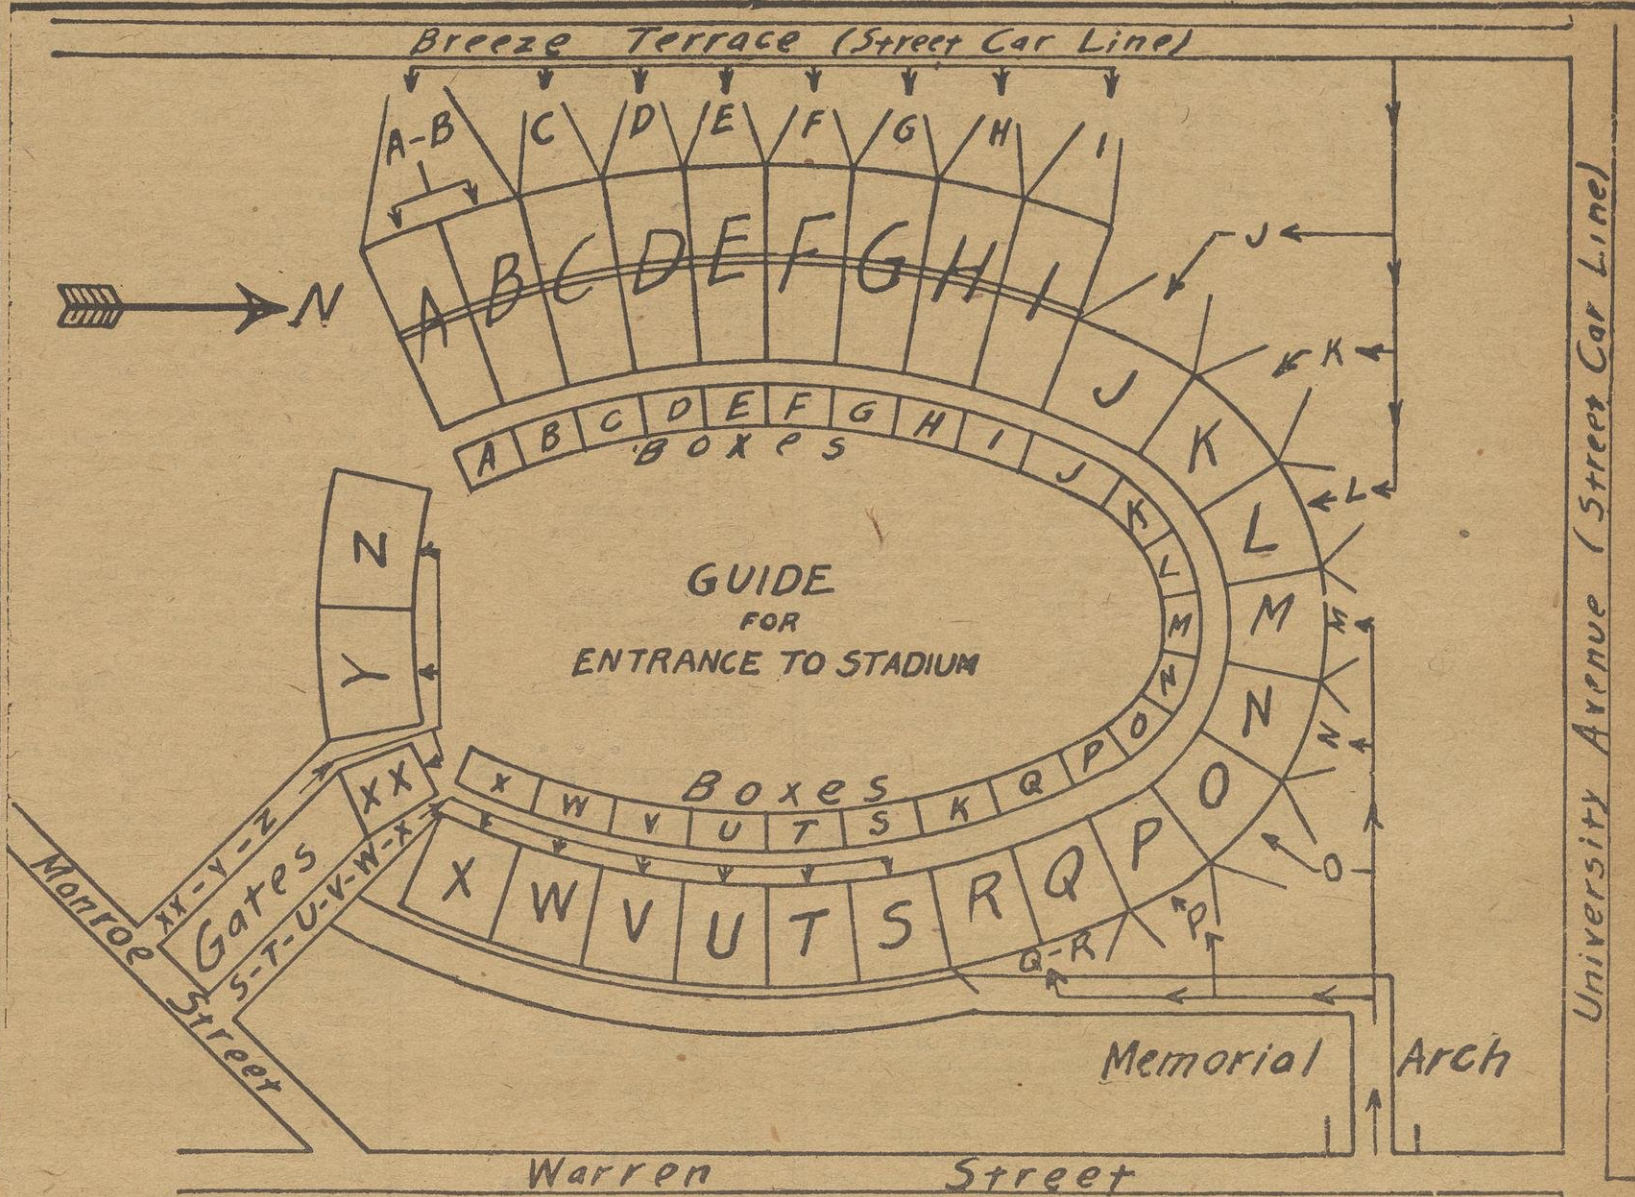 Breeze Terrace (Street Car Line)
A-B C D E F G H I
A B C D E F G H I
N
J
K
L
J
K
L
M
N
O
P
Q
R
S
T
U
V
W
X
M
N
O
P
Q-R
A B C D E F G H I J K L M N O P Q K S T U V W X
Boxes
GUIDE
FOR
ENTRANCE TO STADIUM
Boxes
Z
Y
XX
XX-Y-Z
Gates
S-T-U-V-W-X
Monroe Street
Memorial Arch
Warren Street
University Avenue (Street Car Line)